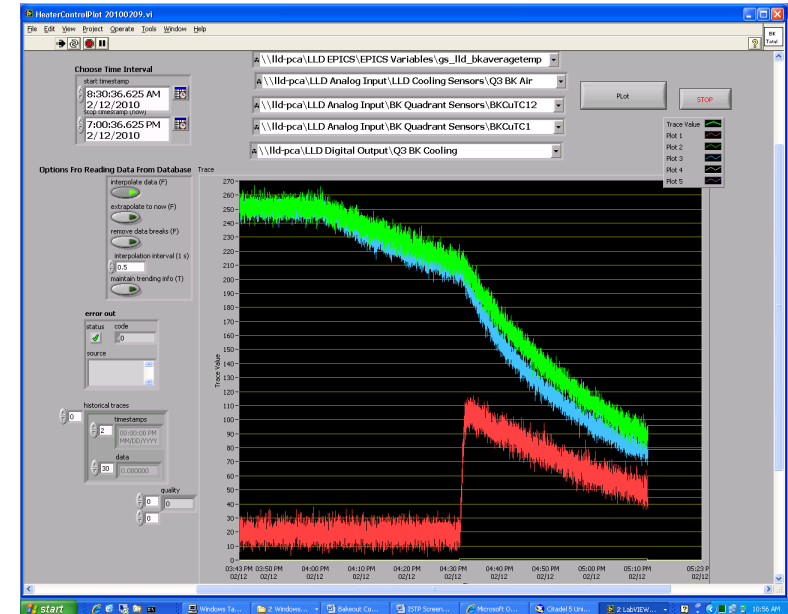 HeaterControlPlot 20100209.vi
File Edit View Project Operate Tools Window Help
BK
Total
Choose Time Interval
start timestamp
8:30:36.625 AM
2/12/2010
stop timestamp (now)
7:00:36.625 PM
2/12/2010
\\lld-pca\LLD EPICS\EPICS Variables\gs_lld_bkaveragetemp
\\lld-pca\LLD Analog Input\LLD Cooling Sensors\Q3 BK Air
\\lld-pca\LLD Analog Input\BK Quadrant Sensors\BKCuTC12
\\lld-pca\LLD Analog Input\BK Quadrant Sensors\BKCuTC1
\\lld-pca\LLD Digital Output\Q3 BK Cooling
PLot
STOP
Trace Value
Plot 1
Plot 2
Plot 3
Plot 4
Plot 5
Options Fro Reading Data From Database
interpolate data (F)
extrapolate to now (F)
remove data breaks (F)
interpolation interval (1 s)
0.5
maintain trending info (T)
error out
status code
0
source
historical traces
0
timestamps
2
00:00:00 PM
MM/DD/YYYY
data
30
0.000000
quality
0
0
0
Trace
Trace Value
270
260
250
240
230
220
210
200
190
180
170
160
150
140
130
120
110
100
90
80
70
60
50
40
30
20
10
0
03:43 PM 03:50 PM 04:00 PM 04:10 PM 04:20 PM 04:30 PM 04:40 PM 04:50 PM 05:00 PM 05:10 PM 05:23 P
02/12 02/12 02/12 02/12 02/12 02/12 02/12 02/12 02/12 02/12 02/12
start
Windows Ta...
2 Windows...
Bakeout Co...
ISTP Screen...
Microsoft O...
Citadel 5 Uni...
2 LabVIEW...
10:56 AM